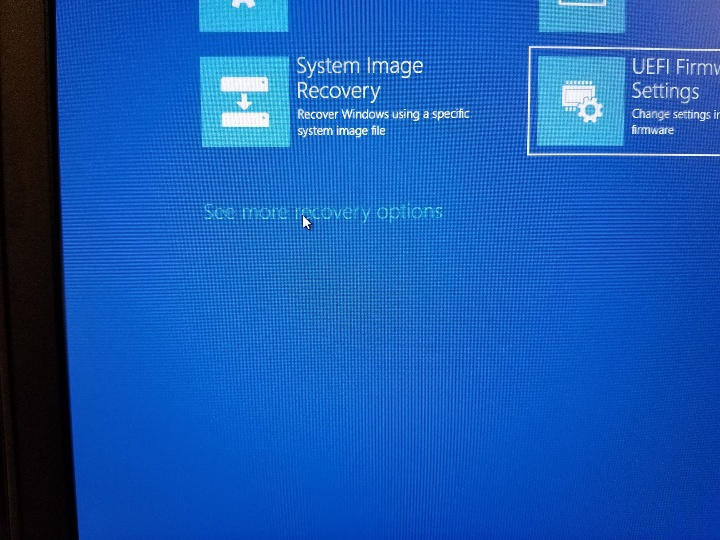 System Image
Recovery
Recover Windows using a specific
system image file
UEFI
Settings
Change settings
firmware
See more recovery options